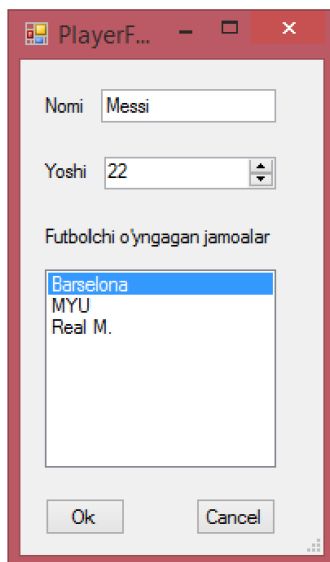 PlayerF...
Nomi Messi
Yoshi 22
Futbolchi o'yngagan jamoalar
Barselona
MYU
Real M.
Ok Cancel